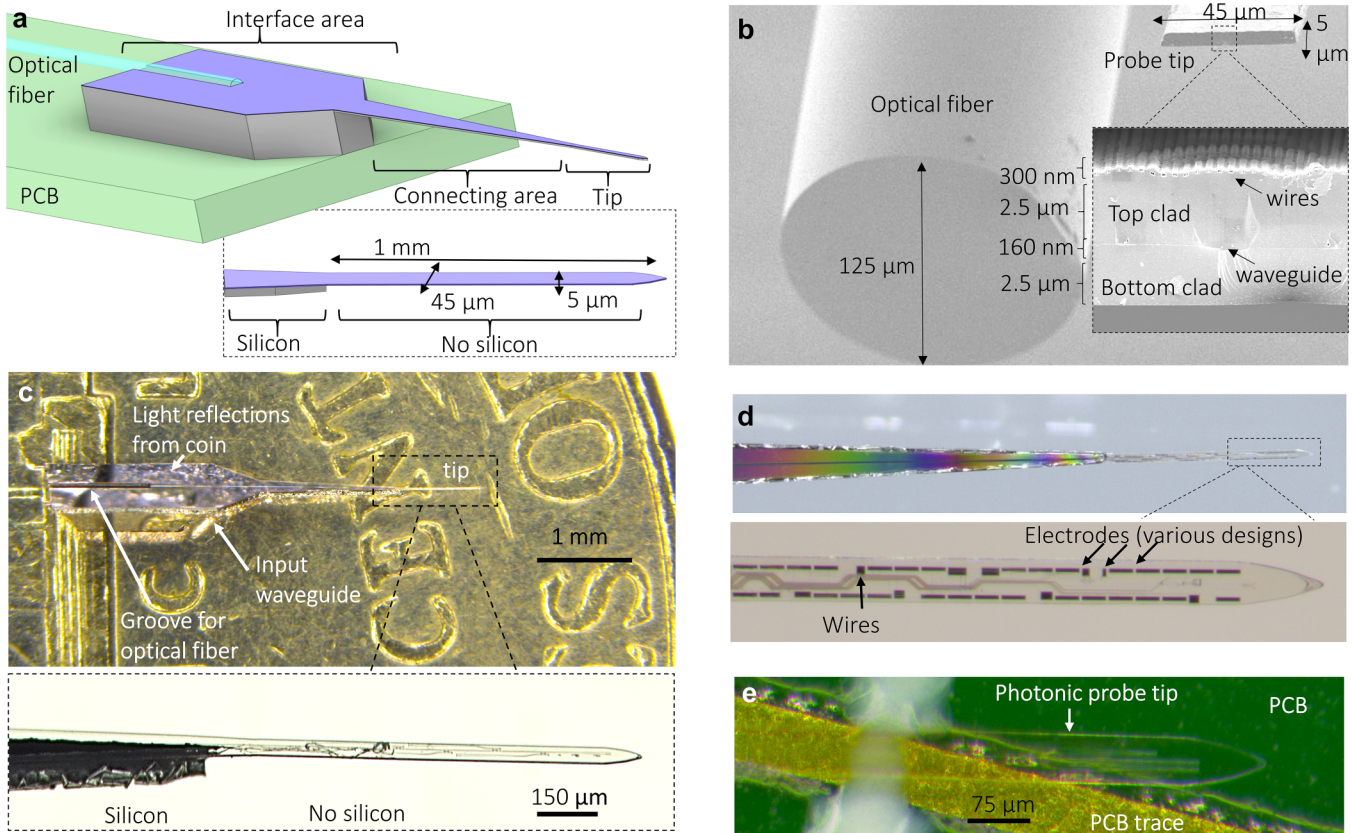 a
Interface area
Optical
fiber
PCB
Connecting area
Tip
1 mm
45 µm
5 µm
Silicon
No silicon
b
45 µm
5
µm
Probe tip
Optical fiber
125 µm
300 nm
wires
2.5 µm
Top clad
160 nm
waveguide
2.5 µm
Bottom clad
c
Light reflections
from coin
tip
1 mm
Input
waveguide
Groove for
optical fiber
Silicon
No silicon
150 µm
d
Electrodes (various designs)
Wires
e
Photonic probe tip
PCB
75 µm
PCB trace